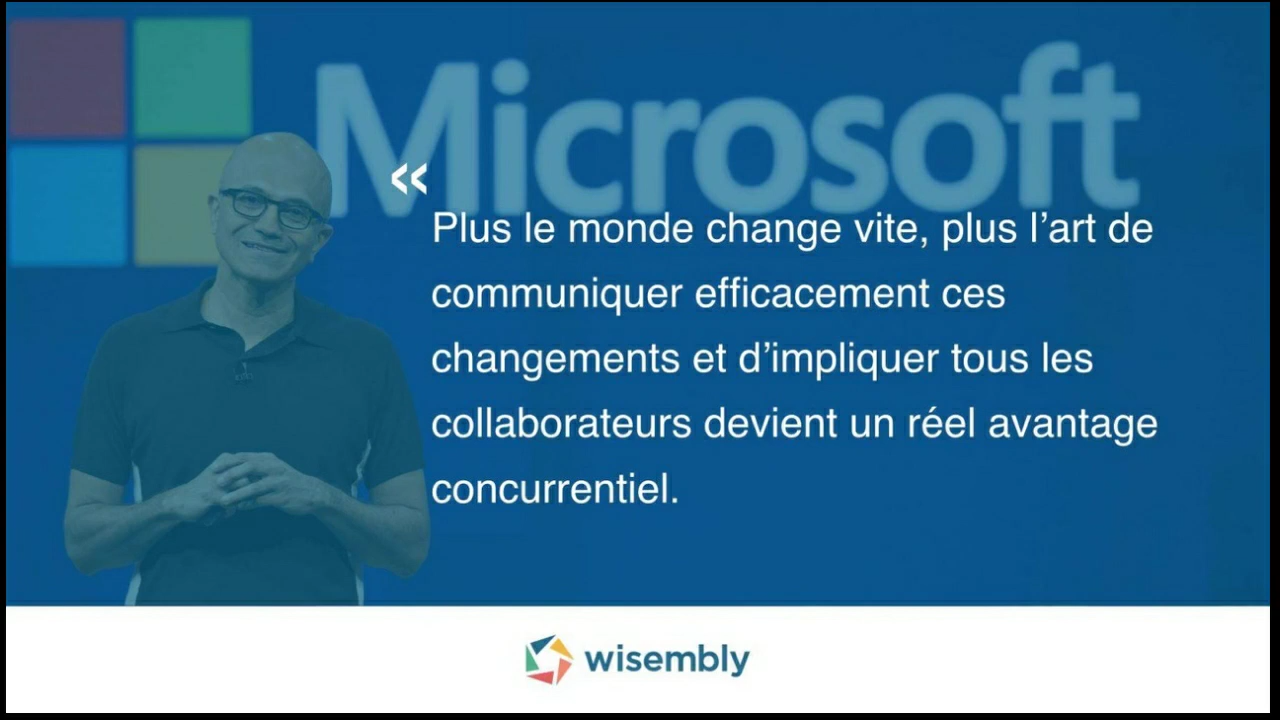 Microsoft
«
Plus le monde change vite, plus l’art de
communiquer efficacement ces
changements et d’impliquer tous les
collaborateurs devient un réel avantage
concurrentiel.
wisembly